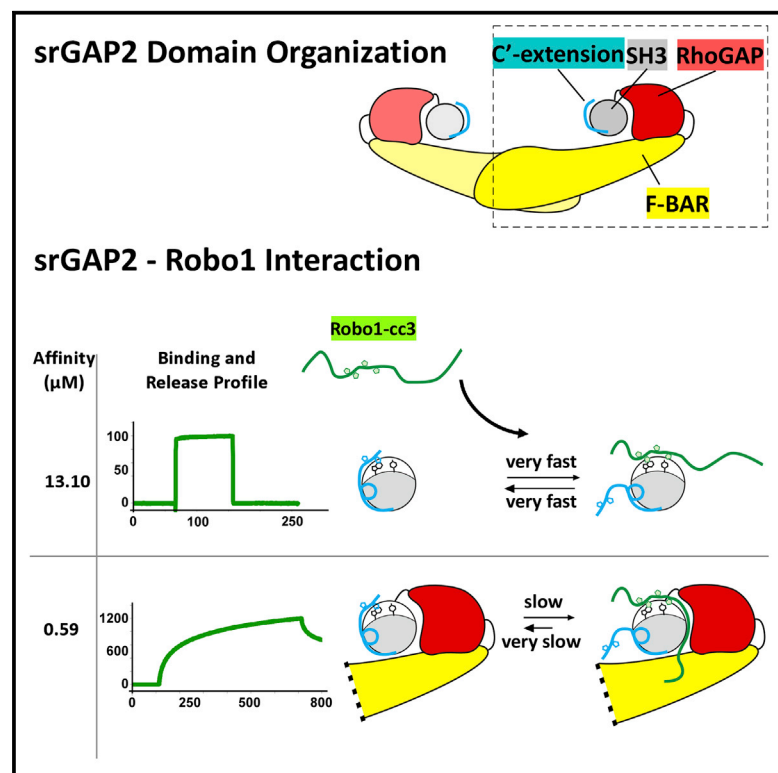 srGAP2 Domain Organization
C'-extension SH3 RhoGAP
F-BAR
srGAP2 - Robo1 Interaction
Robo1-cc3
Affinity
(µM)
Binding and
Release Profile
13.10
100
50
0
0 100 250
very fast
very fast
0.59
1200
600
0
0 250 500 800
slow
very slow